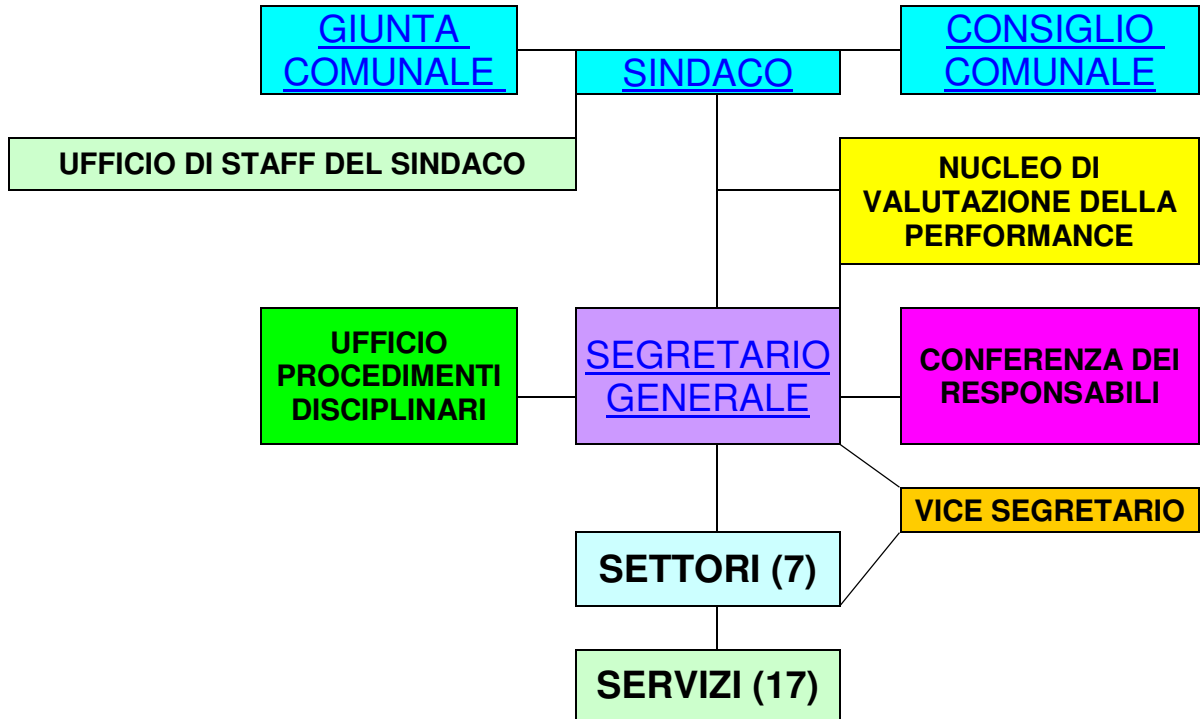 GIUNTA
COMUNALE
SINDACO
CONSIGLIO
COMUNALE
UFFICIO DI STAFF DEL SINDACO
NUCLEO DI
VALUTAZIONE DELLA
PERFORMANCE
UFFICIO
PROCEDIMENTI
DISCIPLINARI
SEGRETARIO
GENERALE
CONFERENZA DEI
RESPONSABILI
VICE SEGRETARIO
SETTORI (7)
SERVIZI (17)